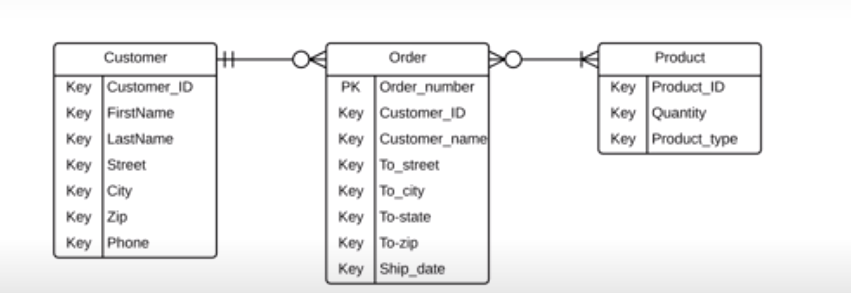 Customer
Key Customer_ID
Key FirstName
Key LastName
Key Street
Key City
Key Zip
Key Phone
Order
PK Order_number
Key Customer_ID
Key Customer_name
Key To_street
Key To_city
Key To-state
Key To-zip
Key Ship_date
Product
Key Product_ID
Key Quantity
Key Product_type